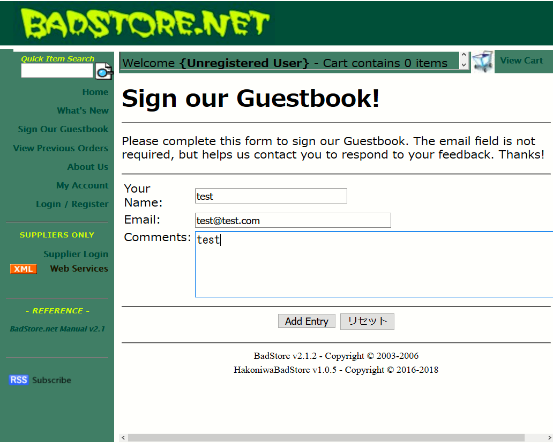 BADSTORE.NET
Quick Item Search
Welcome {Unregistered User} - Cart contains 0 items
View Cart
Home
What's New
Sign Our Guestbook
View Previous Orders
About Us
My Account
Login / Register
SUPPLIERS ONLY
Supplier Login
XML Web Services
- REFERENCE -
BadStore.net Manual v2.1
RSS Subscribe
Sign our Guestbook!
Please complete this form to sign our Guestbook. The email field is not
required, but helps us contact you to respond to your feedback. Thanks!
Your
Name: test
Email: test@test.com
Comments: test
Add Entry リセット
BadStore v2.1.2 - Copyright © 2003-2006
HakoniwaBadStore v1.0.5 - Copyright © 2016-2018